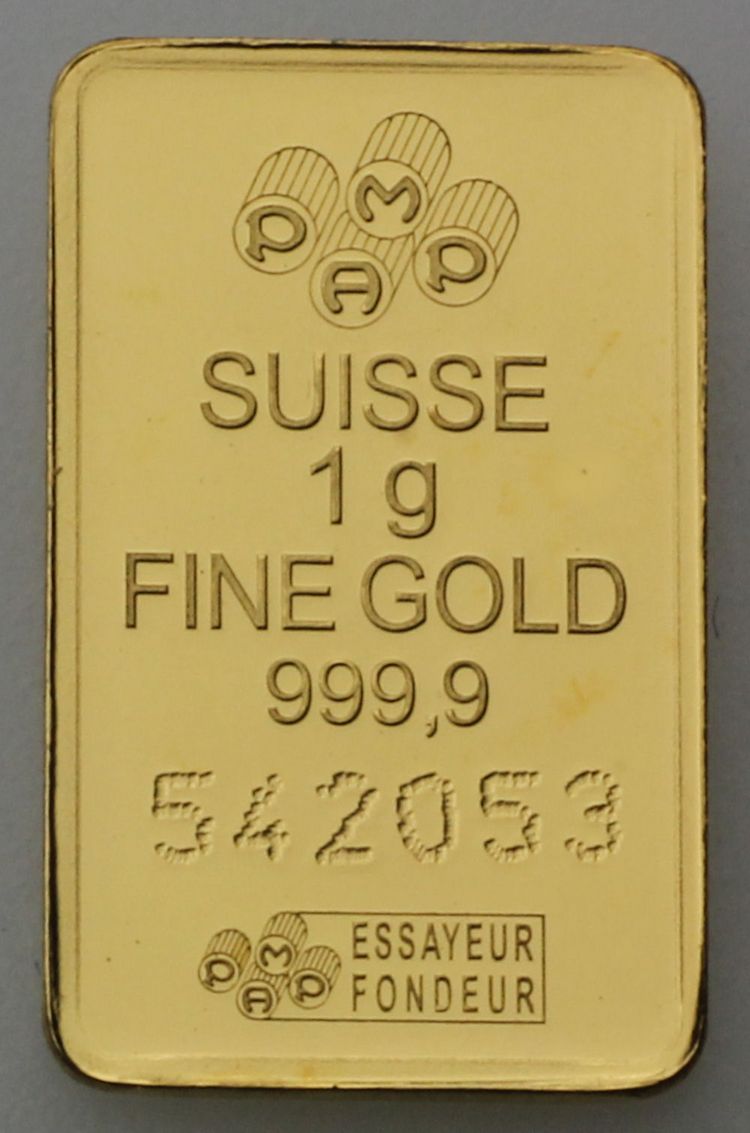 PAMP
SUISSE
1 g
FINE GOLD
999,9
542053
PAMP
ESSAYEUR
FONDEUR